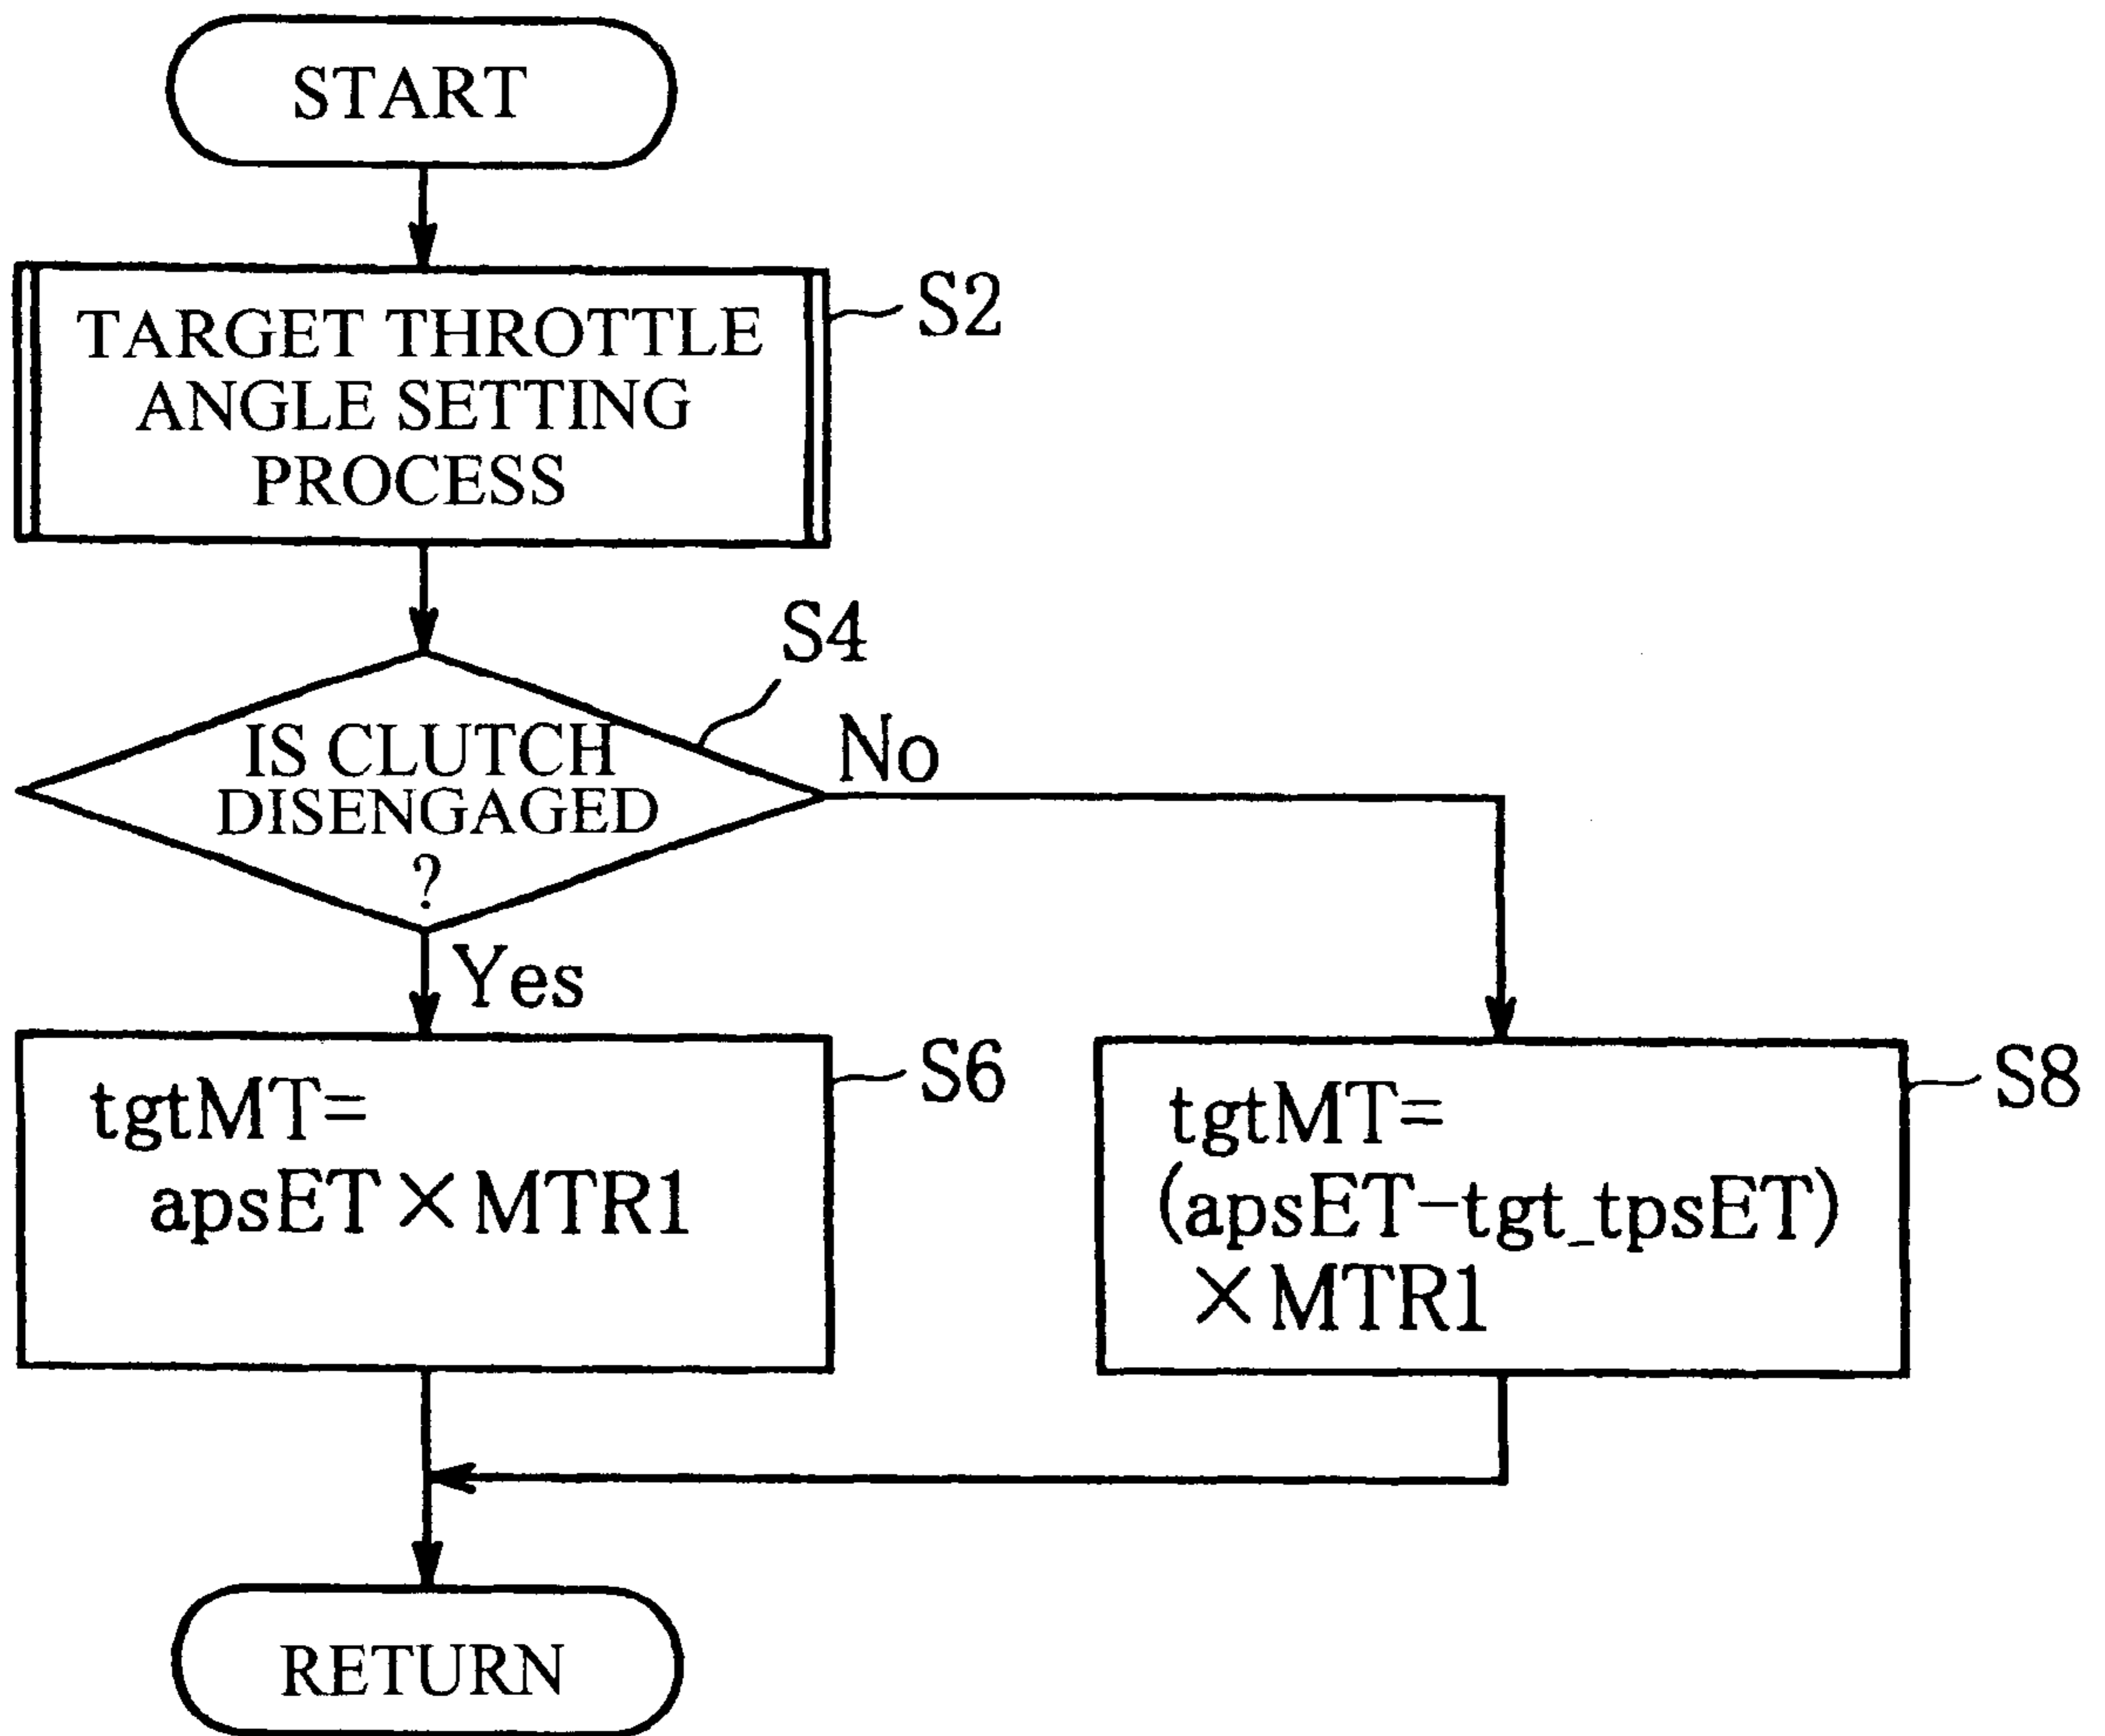 START
TARGET THROTTLE
ANGLE SETTING
PROCESS
S2
S4
IS CLUTCH
DISENGAGED
?
No
Yes
tgtMT=
apsET×MTR1
S6
tgtMT=
(apsET-tgt_tpsET)
×MTR1
S8
RETURN